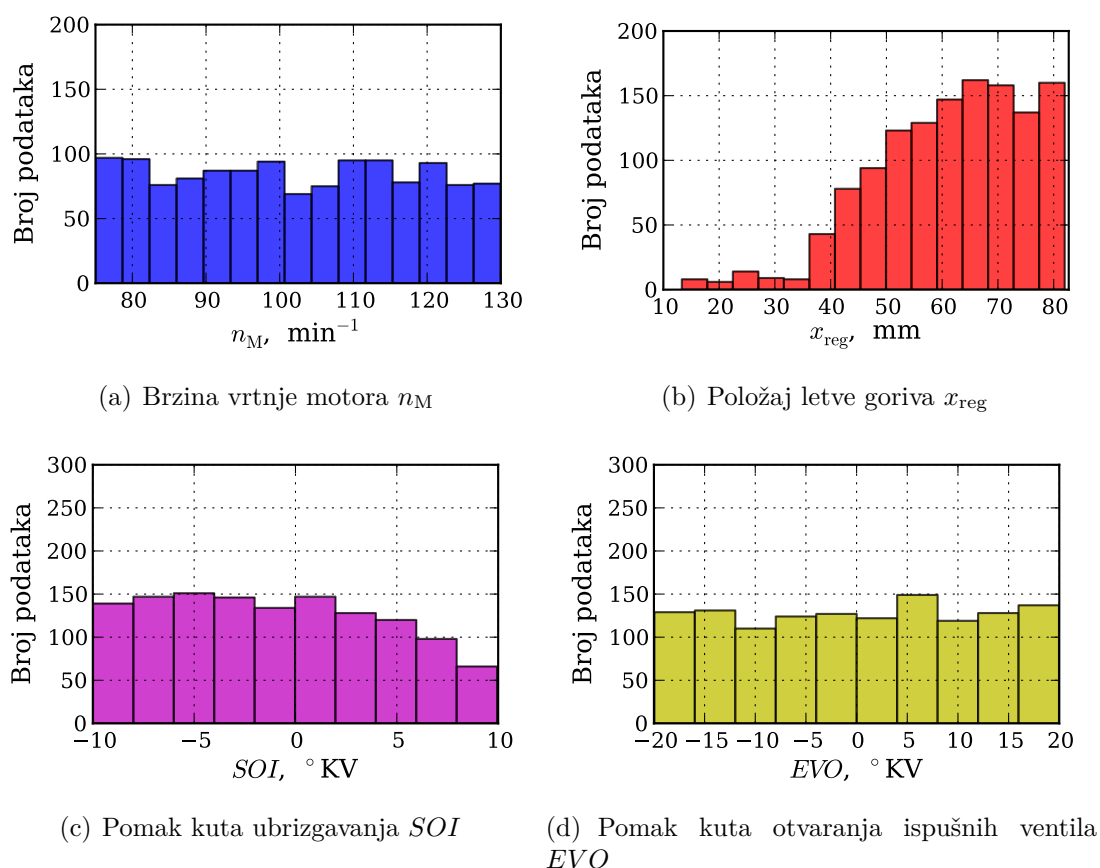 200
150
100
50
0
Broj podataka
80 90 100 110 120 130
n_M, min⁻¹
(a) Brzina vrtnje motora n_M
200
150
100
50
0
Broj podataka
10 20 30 40 50 60 70 80
x_reg, mm
(b) Položaj letve goriva x_reg
300
250
200
150
100
50
0
Broj podataka
−10 −5 0 5 10
SOI, °KV
(c) Pomak kuta ubrizgavanja SOI
300
250
200
150
100
50
0
Broj podataka
−20 −15 −10 −5 0 5 10 15 20
EVO, °KV
(d) Pomak kuta otvaranja ispušnih ventila
EVO